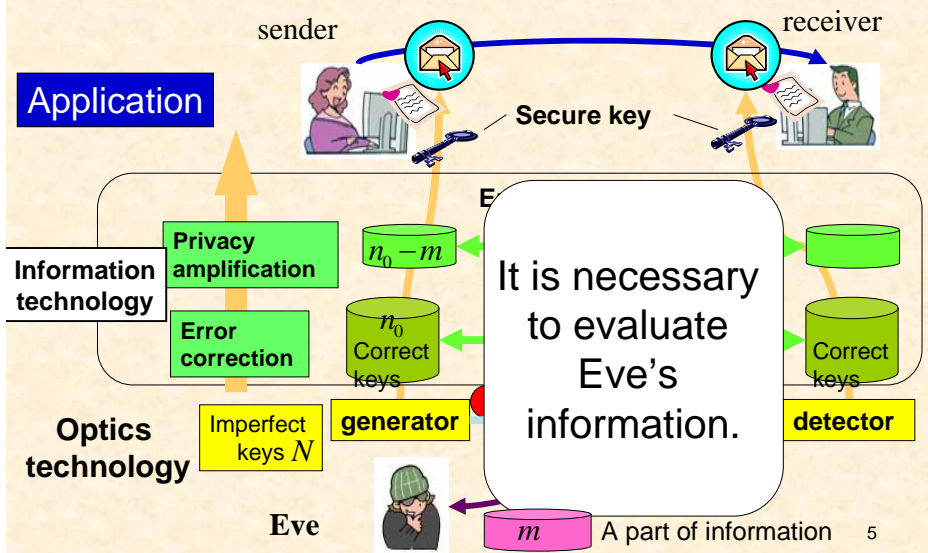 sender
receiver
Application
Secure key
Privacy
amplification
n₀ − m
Information
technology
It is necessary
to evaluate
Eve's
information.
Error
correction
n₀
Correct
keys
Correct
keys
Optics
technology
Imperfect
keys N
generator
detector
Eve
m
A part of information
5